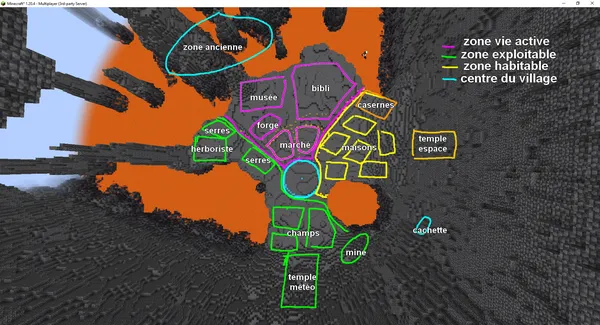 Minecraft* 1.20.4 - Multiplayer (3rd-party Server)
zone ancienne
zone vie active
zone exploitable
zone habitable
centre du village
musee
bibli
casernes
forge
serres
herboriste
serres
marche
maisons
temple
espace
champs
mine
cachette
temple
météo